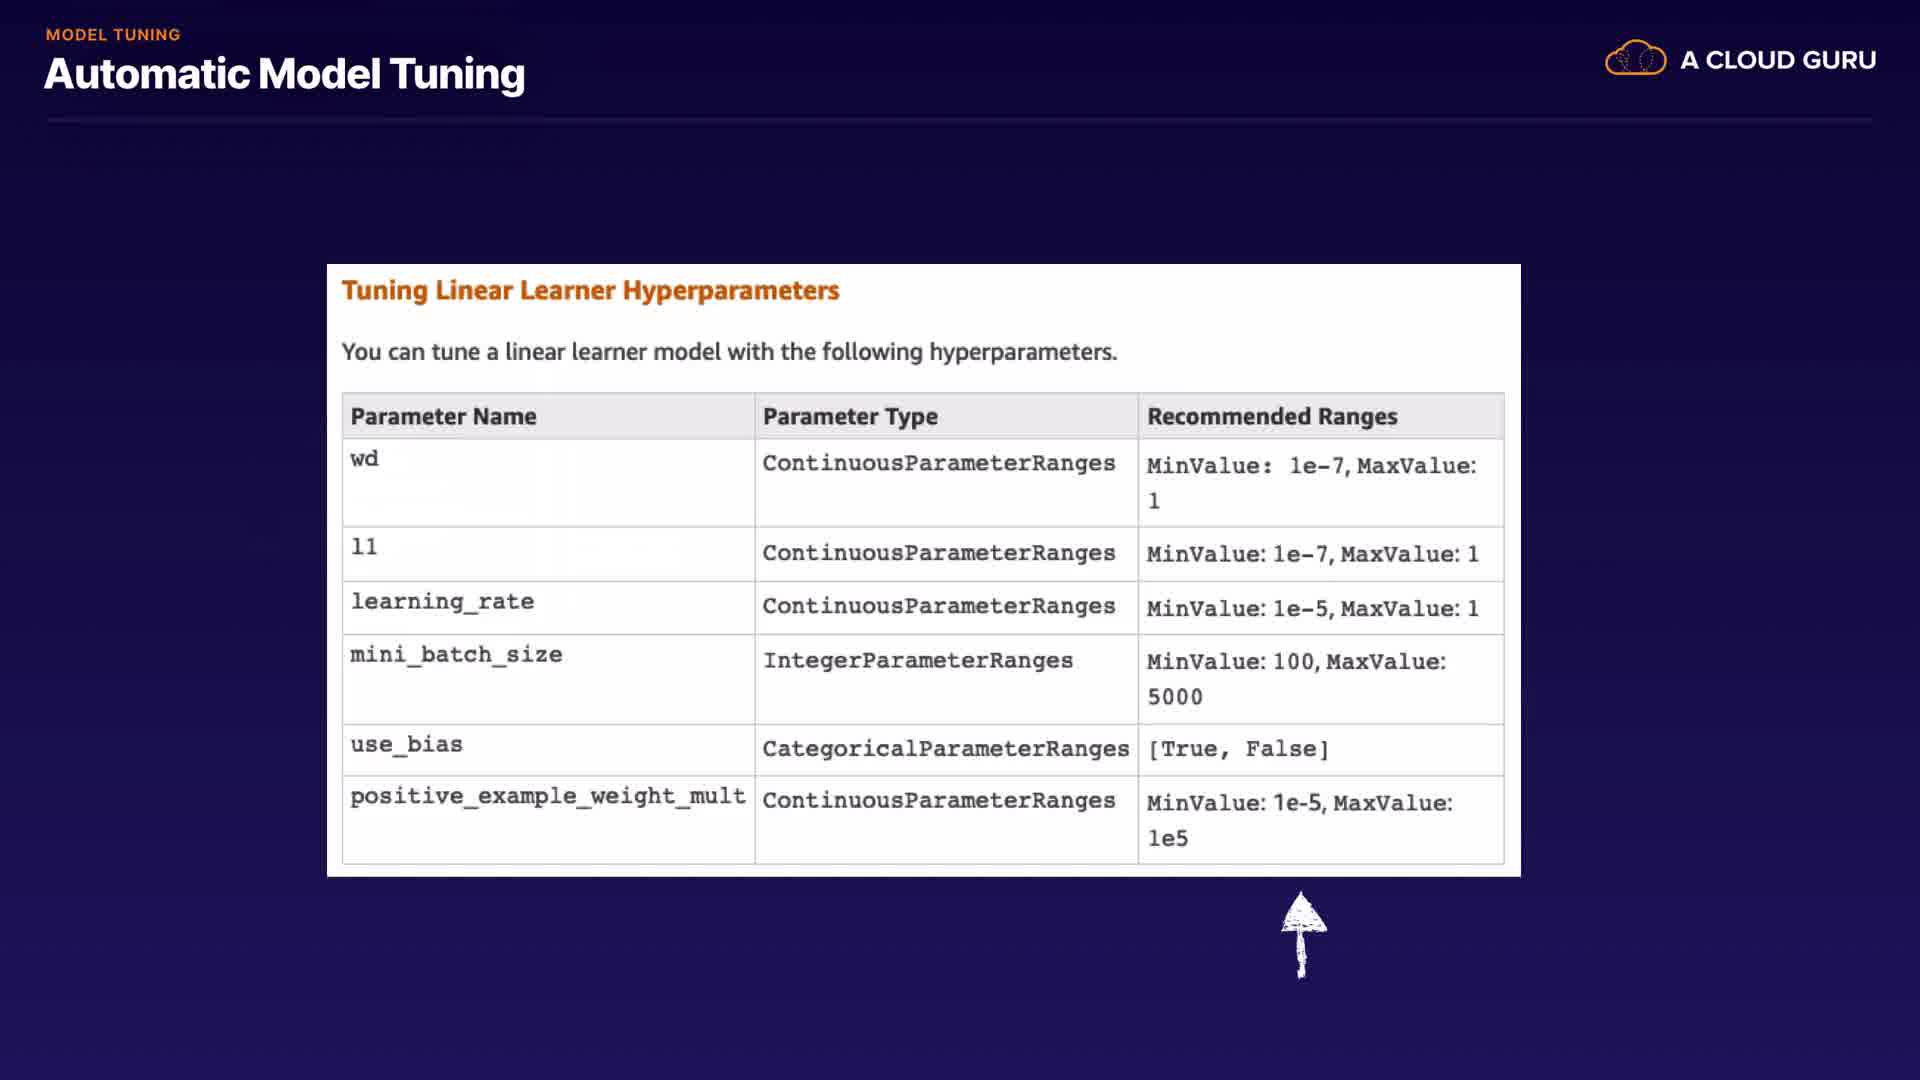 MODEL TUNING
Automatic Model Tuning
A CLOUD GURU
Tuning Linear Learner Hyperparameters
You can tune a linear learner model with the following hyperparameters.
Parameter Name Parameter Type Recommended Ranges
wd ContinuousParameterRanges MinValue: 1e-7, MaxValue:
1
l1 ContinuousParameterRanges MinValue: 1e-7, MaxValue: 1
learning_rate ContinuousParameterRanges MinValue: 1e-5, MaxValue: 1
mini_batch_size IntegerParameterRanges MinValue: 100, MaxValue:
5000
use_bias CategoricalParameterRanges [True, False]
positive_example_weight_mult ContinuousParameterRanges MinValue: 1e-5, MaxValue:
1e5